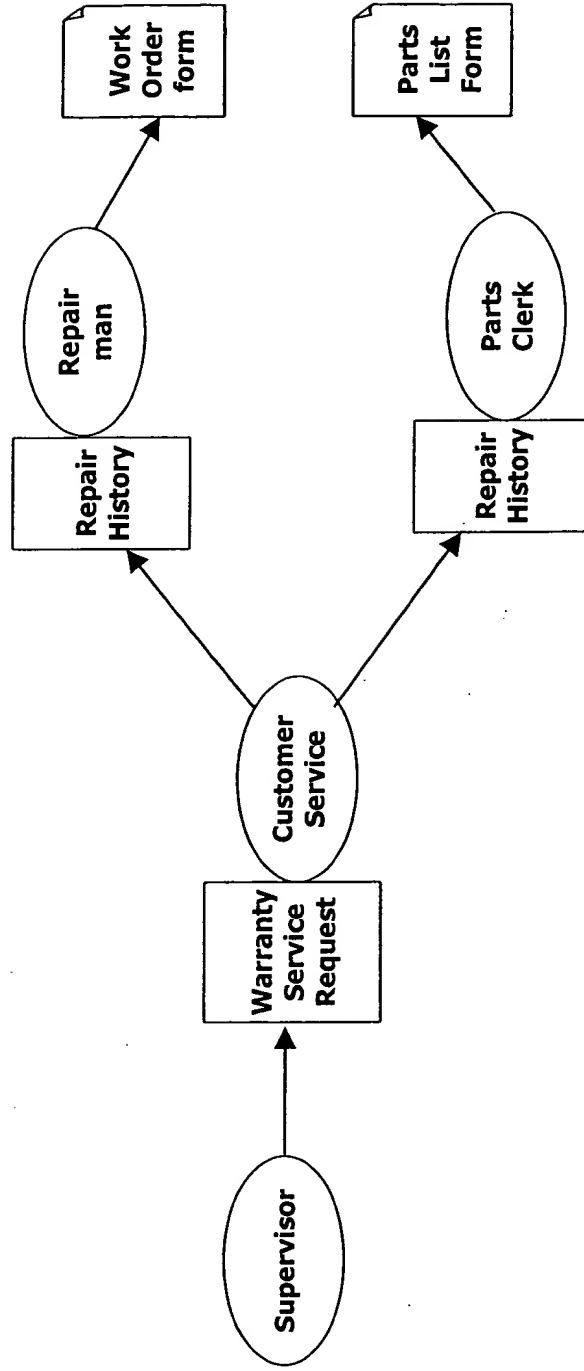 Supervisor
Warranty
Service
Request
Customer
Service
Repair
History
Repair
man
Work
Order
form
Repair
History
Parts
Clerk
Parts
List
Form